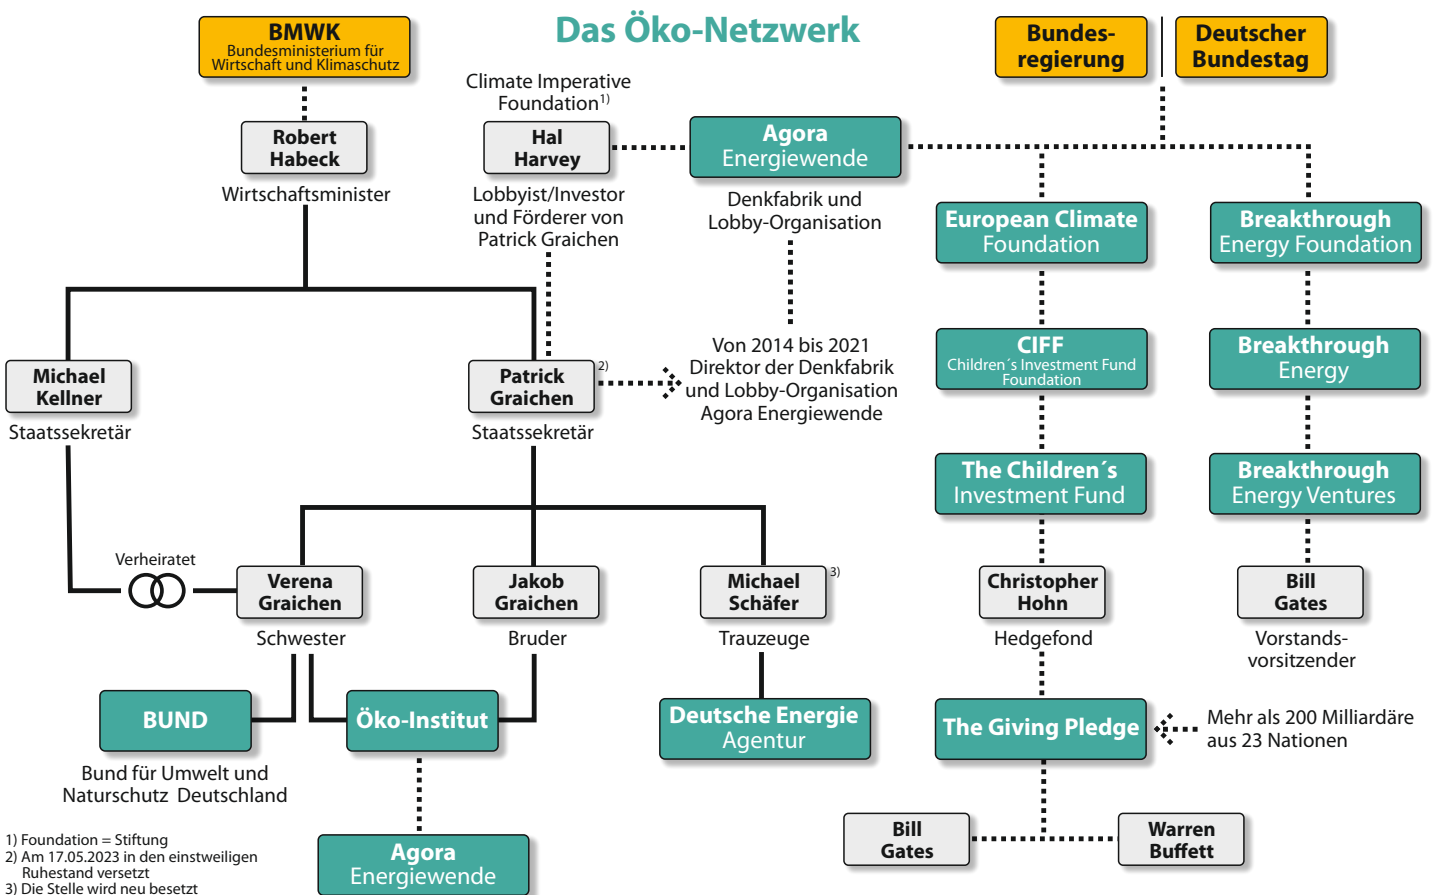 Das Öko-Netzwerk
BMWK
Bundesministerium für
Wirtschaft und Klimaschutz
Bundes-
regierung
Deutscher
Bundestag
Climate Imperative
Foundation1)
Robert
Habeck
Wirtschaftsminister
Hal
Harvey
Lobbyist/Investor
und Förderer von
Patrick Graichen
Agora
Energiewende
Denkfabrik und
Lobby-Organisation
European Climate
Foundation
Breakthrough
Energy Foundation
Michael
Kellner
Staatssekretär
Patrick
Graichen
2)
Staatssekretär
Von 2014 bis 2021
Direktor der Denkfabrik
und Lobby-Organisation
Agora Energiewende
CIFF
Children´s Investment Fund
Foundation
Breakthrough
Energy
The Children´s
Investment Fund
Breakthrough
Energy Ventures
Verheiratet
Verena
Graichen
Schwester
Jakob
Graichen
Bruder
Michael
Schäfer
3)
Trauzeuge
Christopher
Hohn
Hedgefond
Bill
Gates
Vorstands-
vorsitzender
BUND
Bund für Umwelt und
Naturschutz Deutschland
Öko-Institut
Deutsche Energie
Agentur
The Giving Pledge
Mehr als 200 Milliardäre
aus 23 Nationen
Agora
Energiewende
Bill
Gates
Warren
Buffett
1) Foundation = Stiftung
2) Am 17.05.2023 in den einstweiligen
Ruhestand versetzt
3) Die Stelle wird neu besetzt